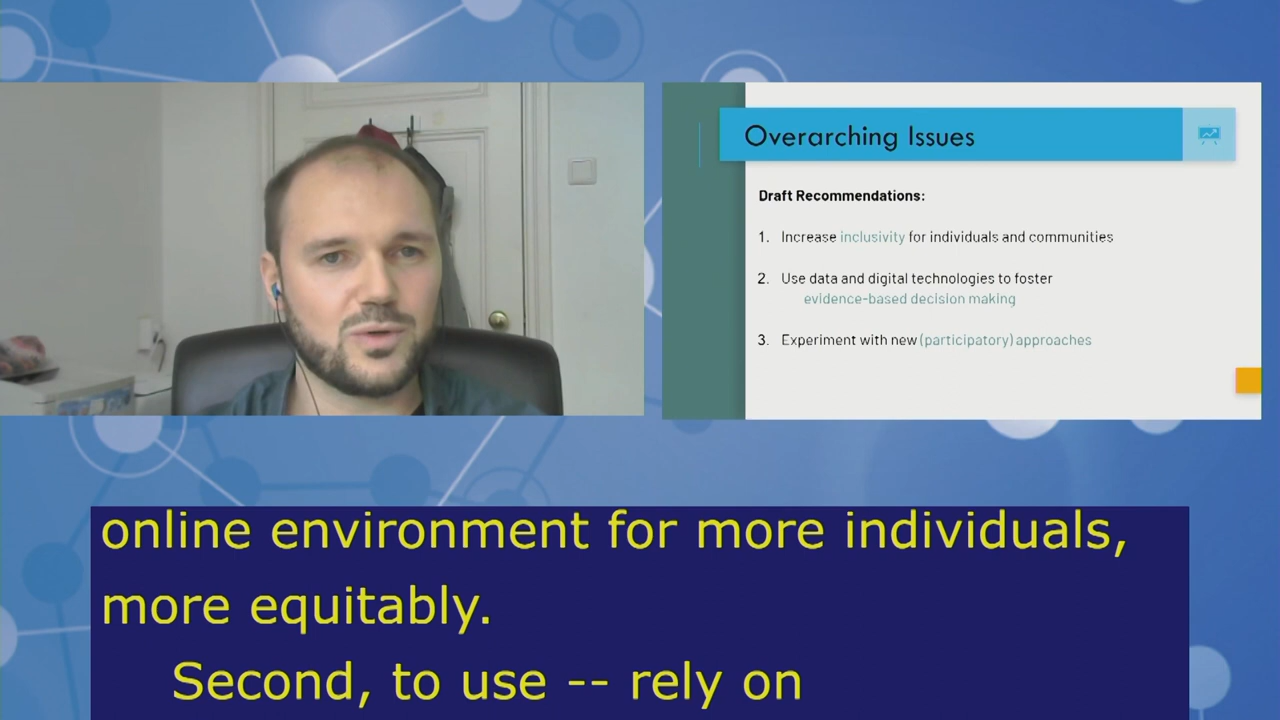 Overarching Issues
Draft Recommendations:
1. Increase inclusivity for individuals and communities
2. Use data and digital technologies to foster
evidence-based decision making
3. Experiment with new (participatory) approaches
online environment for more individuals,
more equitably.
Second, to use -- rely on